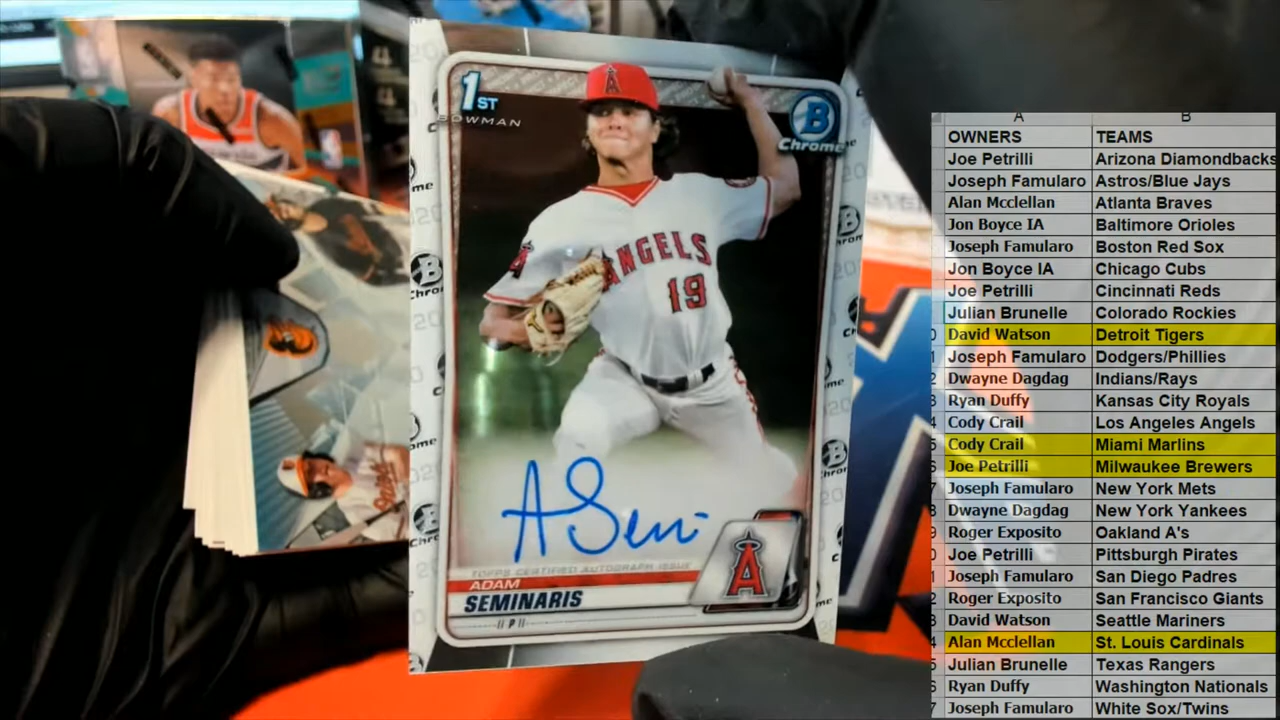 1ST
BOWMAN
B
Chrome
ANGELS
19
A Semi
TOPPS CERTIFIED AUTOGRAPH ISSUE
ADAM
SEMINARIS
P
A B
OWNERS TEAMS
Joe Petrilli Arizona Diamondbacks
Joseph Famularo Astros/Blue Jays
Alan Mcclellan Atlanta Braves
Jon Boyce IA Baltimore Orioles
Joseph Famularo Boston Red Sox
Jon Boyce IA Chicago Cubs
Joe Petrilli Cincinnati Reds
Julian Brunelle Colorado Rockies
David Watson Detroit Tigers
Joseph Famularo Dodgers/Phillies
Dwayne Dagdag Indians/Rays
Ryan Duffy Kansas City Royals
Cody Crail Los Angeles Angels
Cody Crail Miami Marlins
Joe Petrilli Milwaukee Brewers
Joseph Famularo New York Mets
Dwayne Dagdag New York Yankees
Roger Exposito Oakland A's
Joe Petrilli Pittsburgh Pirates
Joseph Famularo San Diego Padres
Roger Exposito San Francisco Giants
David Watson Seattle Mariners
Alan Mcclellan St. Louis Cardinals
Julian Brunelle Texas Rangers
Ryan Duffy Washington Nationals
Joseph Famularo White Sox/Twins